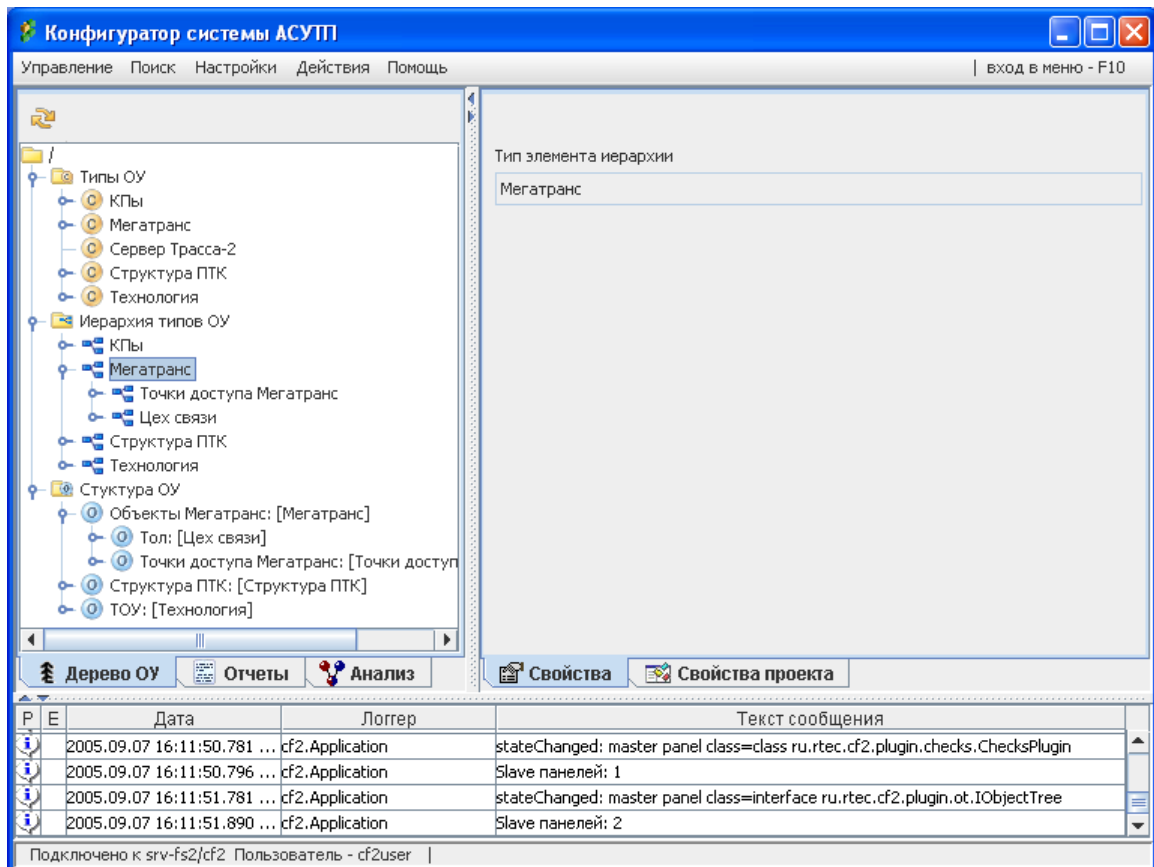 Конфигуратор системы АСУТП
Управление Поиск Настройки Действия Помощь | вход в меню - F10
/
Типы ОУ
КПы
Мегатранс
Сервер Трасса-2
Структура ПТК
Технология
Иерархия типов ОУ
КПы
Мегатранс
Точки доступа Мегатранс
Цех связи
Структура ПТК
Технология
Стуктура ОУ
Объекты Мегатранс: [Мегатранс]
Тол: [Цех связи]
Точки доступа Мегатранс: [Точки доступ
Структура ПТК: [Структура ПТК]
ТОУ: [Технология]
Дерево ОУ Отчеты Анализ
Тип элемента иерархии
Мегатранс
Свойства Свойства проекта
P E Дата Логгер Текст сообщения
2005.09.07 16:11:50.781 ... cf2.Application stateChanged: master panel class=class ru.rtec.cf2.plugin.checks.ChecksPlugin
2005.09.07 16:11:50.796 ... cf2.Application Slave панелей: 1
2005.09.07 16:11:51.781 ... cf2.Application stateChanged: master panel class=interface ru.rtec.cf2.plugin.ot.IObjectTree
2005.09.07 16:11:51.890 ... cf2.Application Slave панелей: 2
Подключено к srv-fs2/cf2 Пользователь - cf2user |